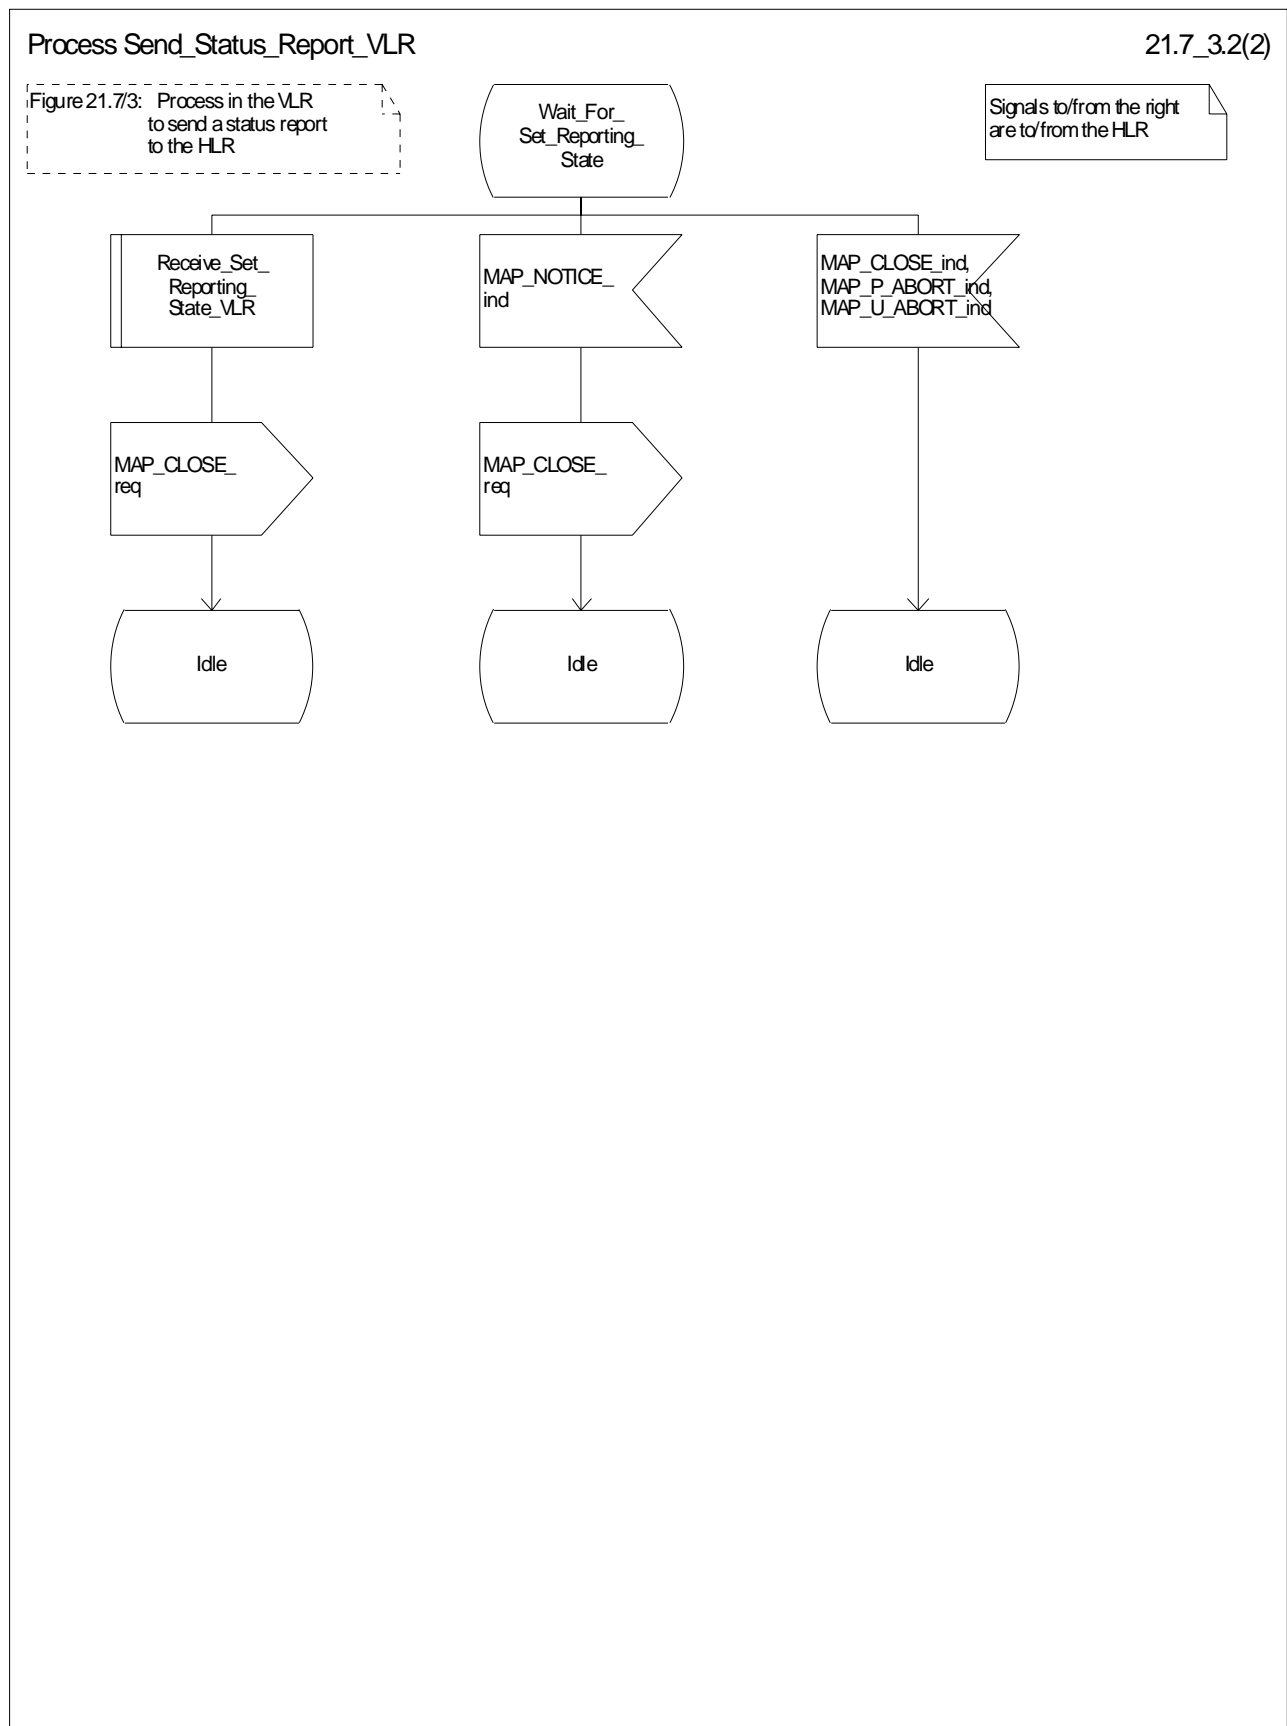 Process Send_Status_Report_VLR
21.7_3.2(2)
Figure 21.7/3: Process in the VLR
to send a status report
to the HLR
Wait_For_
Set_Reporting_
State
Signals to/from the right
are to/from the HLR
Receive_Set_
Reporting_
State_VLR
MAP_NOTICE_
ind
MAP_CLOSE_ind,
MAP_P_ABORT_ind,
MAP_U_ABORT_ind
MAP_CLOSE_
req
MAP_CLOSE_
req
Idle
Idle
Idle